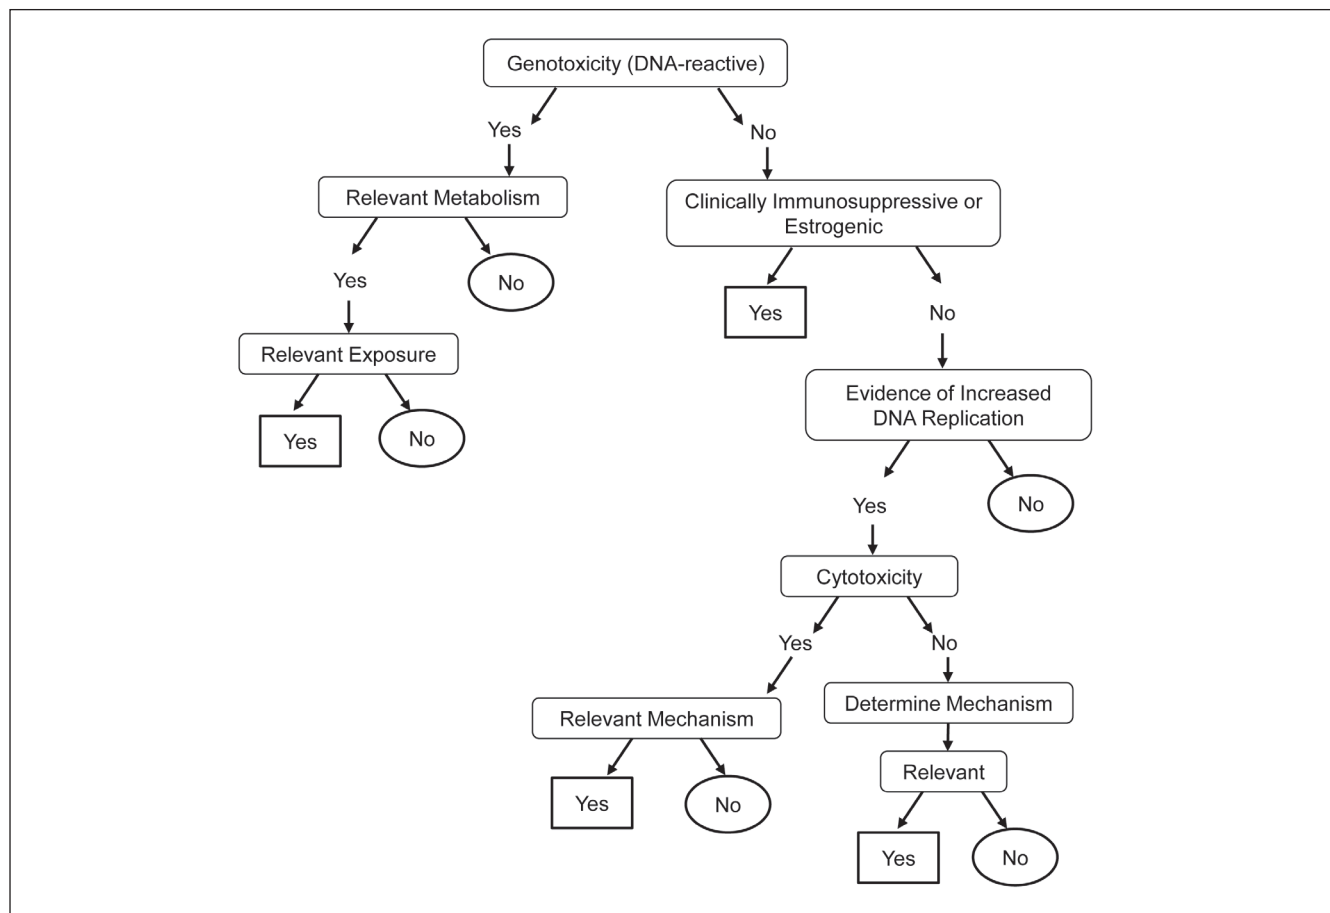 Genotoxicity (DNA-reactive)
Yes
No
Relevant Metabolism
Clinically Immunosuppressive or
Estrogenic
Yes
No
Yes
No
Relevant Exposure
Yes
No
Evidence of Increased
DNA Replication
Yes
No
Cytotoxicity
Yes
No
Relevant Mechanism
Determine Mechanism
Yes
No
Relevant
Yes
No